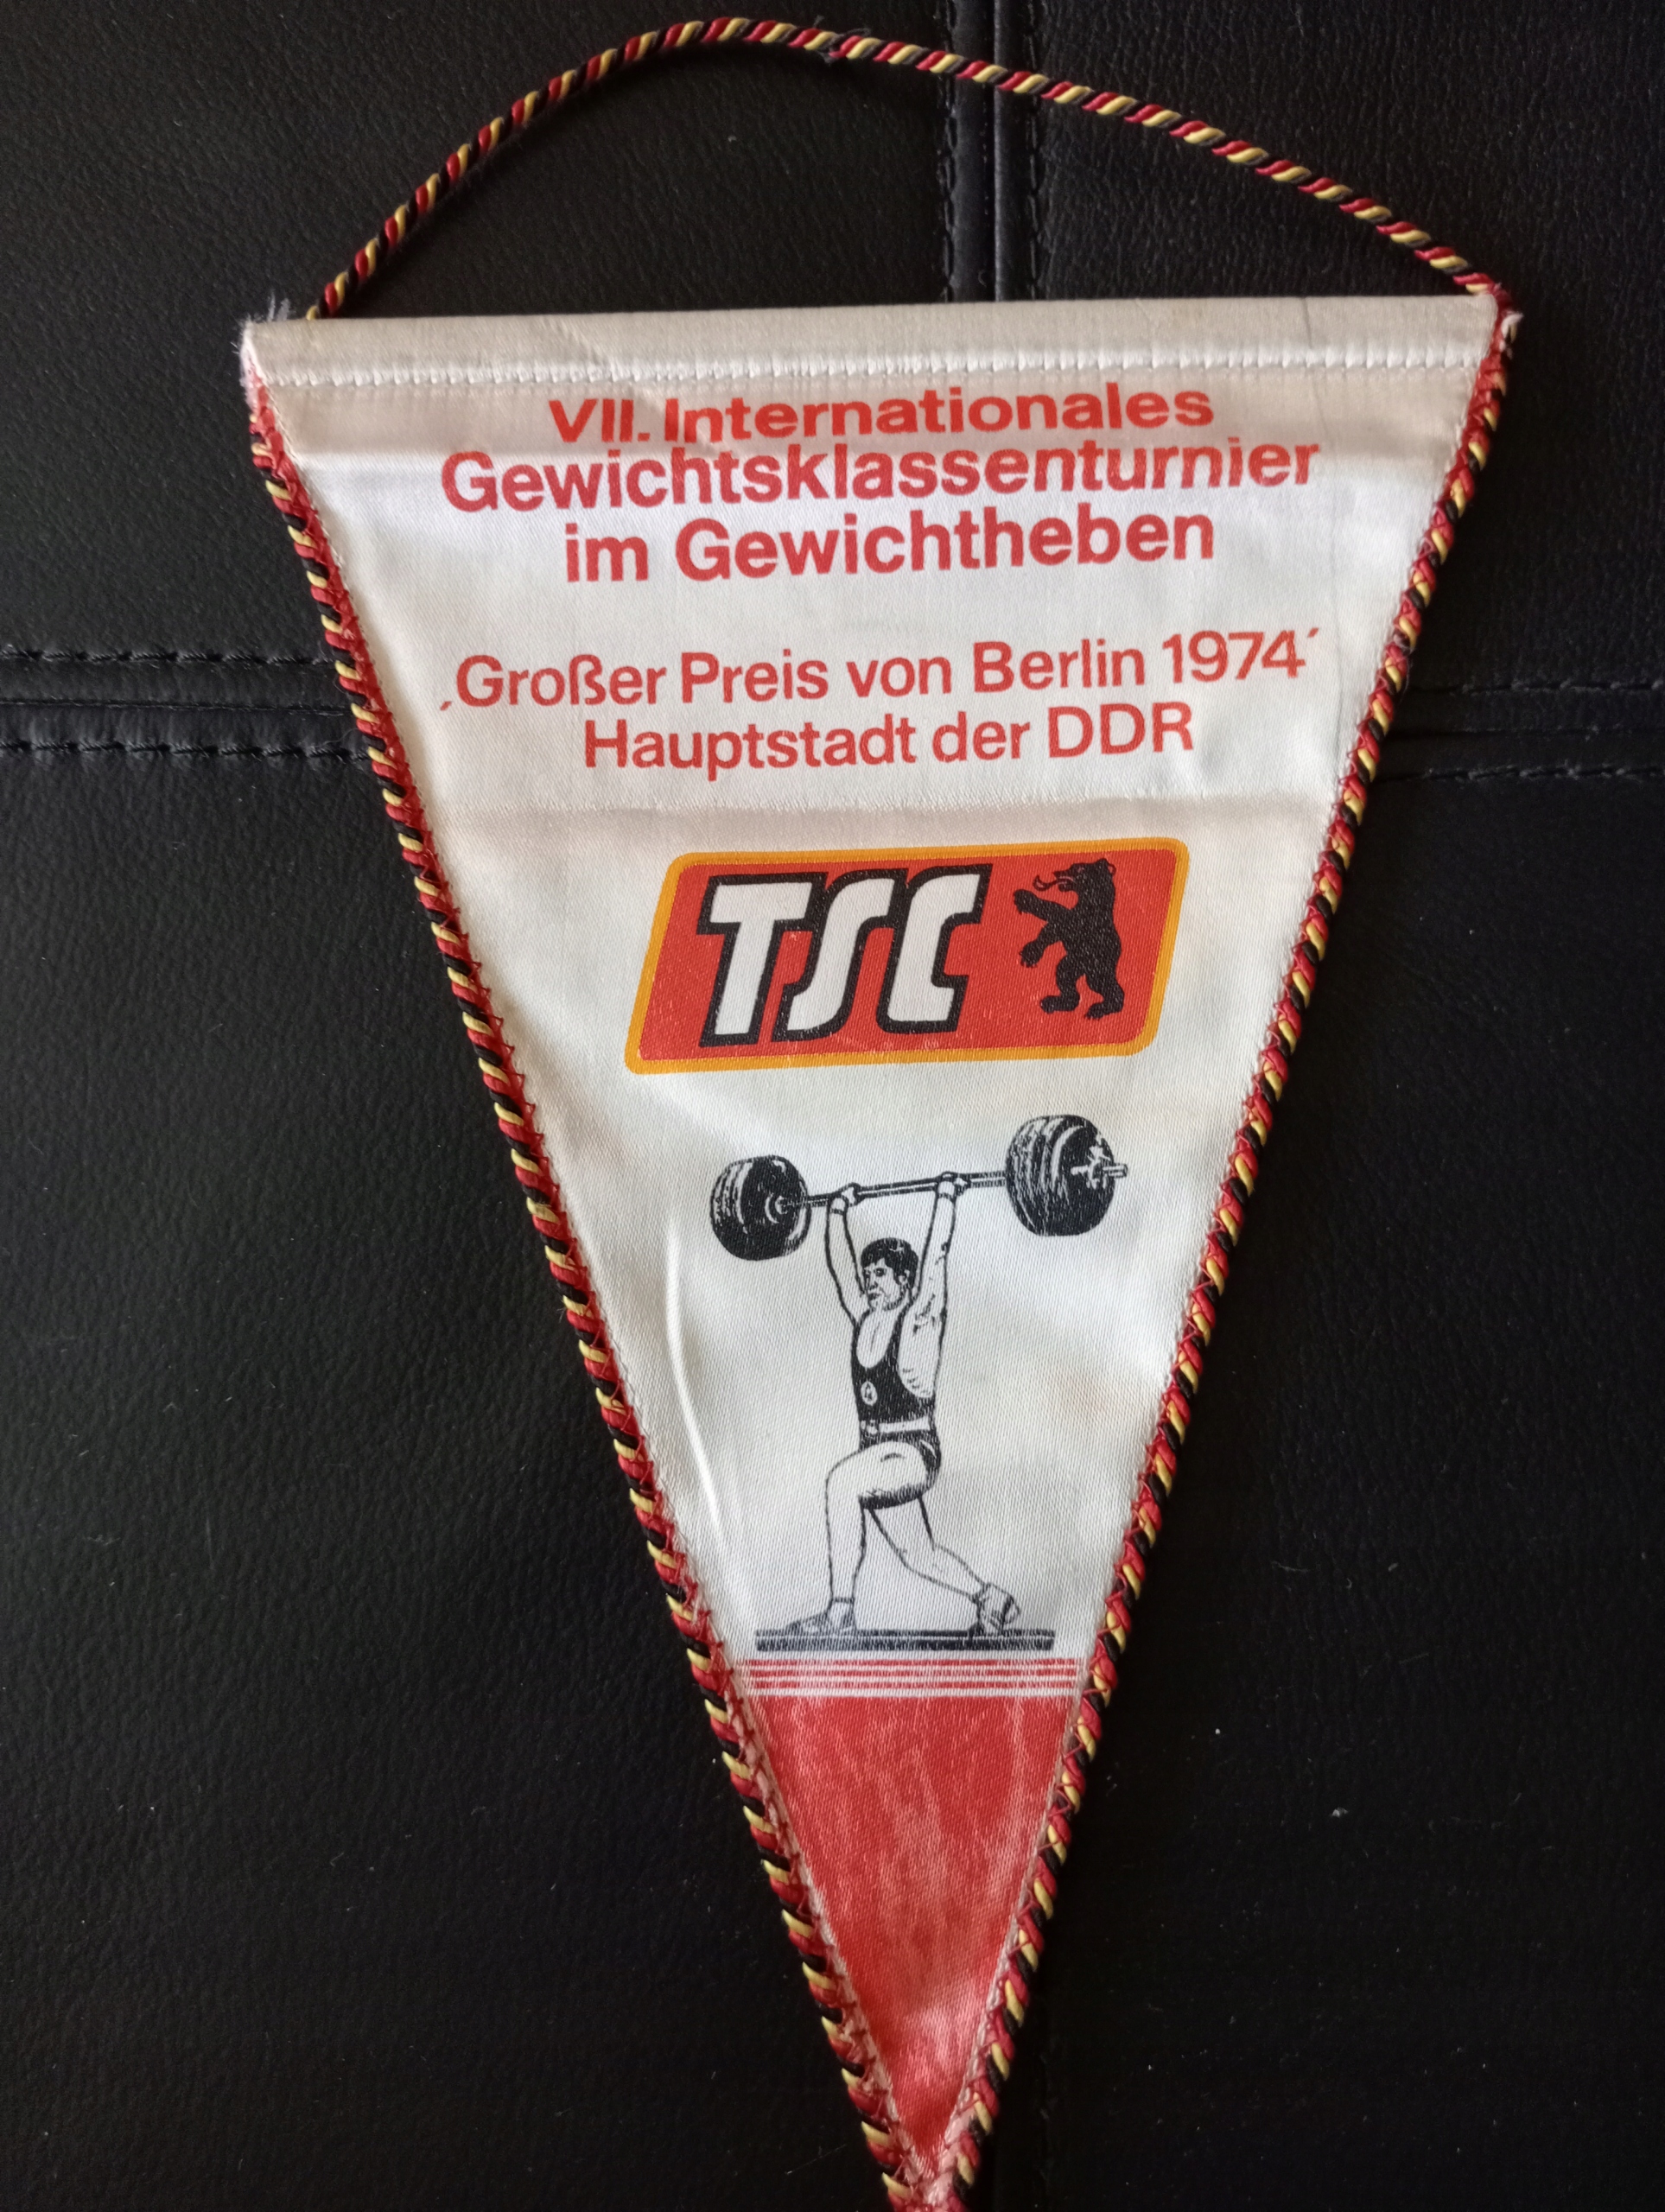 VII. Internationales
Gewichtsklassenturnier
im Gewichtheben
‚Großer Preis von Berlin 1974´
Hauptstadt der DDR
TSC